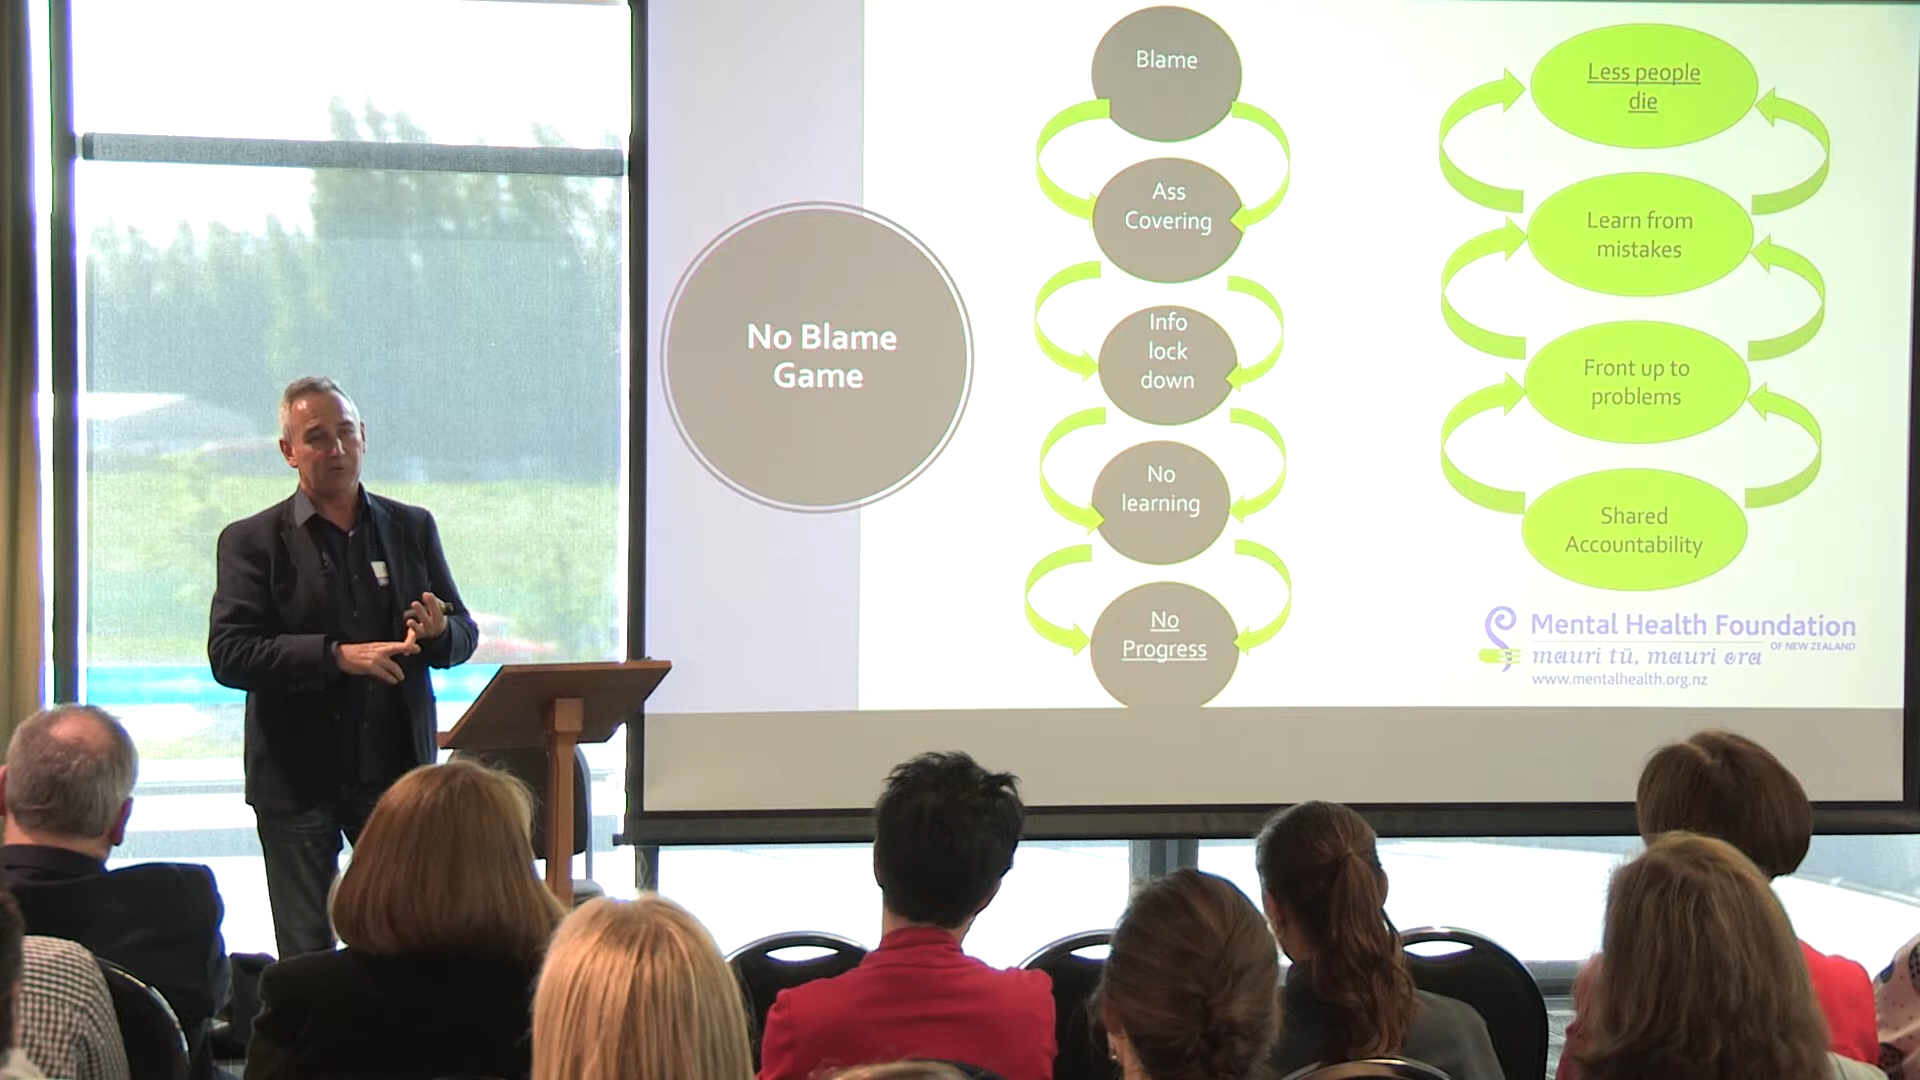 No Blame
Game
Blame
Ass
Covering
Info
lock
down
No
learning
No
Progress
Less people
die
Learn from
mistakes
Front up to
problems
Shared
Accountability
Mental Health Foundation
OF NEW ZEALAND
mauri tū, mauri ora
www.mentalhealth.org.nz